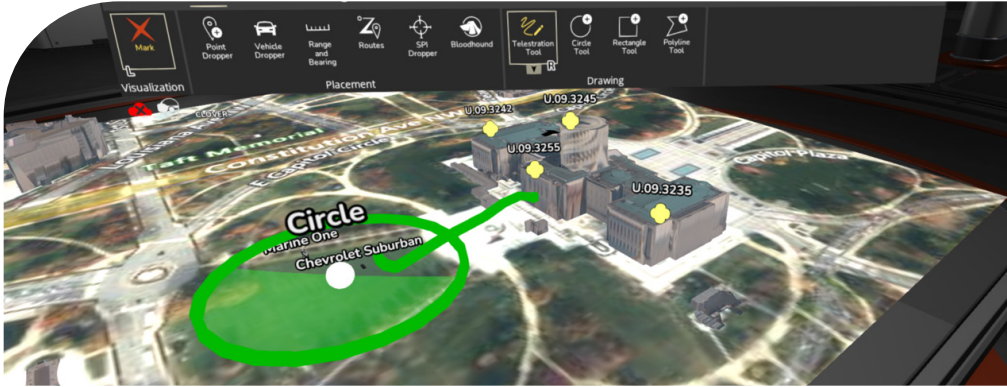 Mark
L
Visualization
Point
Dropper
Vehicle
Dropper
Range
and
Bearing
Routes
SPI
Dropper
Bloodhound
Placement
Telestration
Tool
R
Circle
Tool
Rectangle
Tool
Polyline
Tool
Drawing
CLOSER
U.09.3242
U.09.3245
Taft Memorial
Constitution Ave NW
E Capitol Circle
U.09.3255
Capitol Plaza
U.09.3235
Circle
Marine One
Chevrolet Suburban